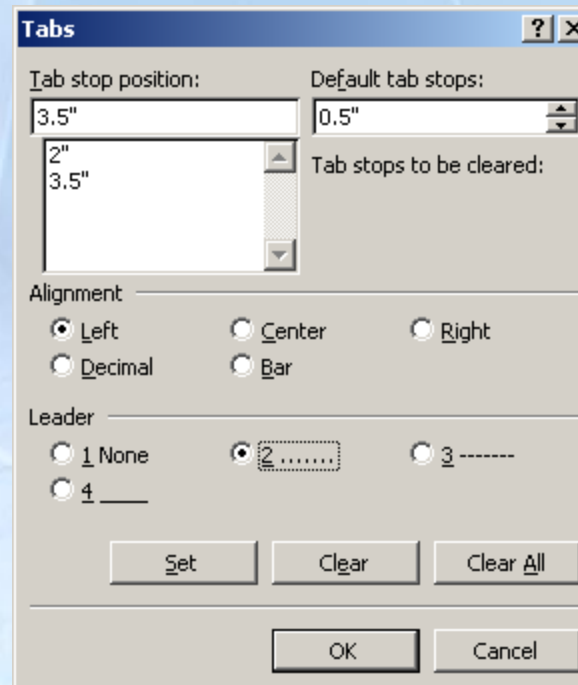 Tabs
Tab stop position: Default tab stops:
3.5" 0.5"
2" Tab stops to be cleared:
3.5"
Alignment
Left Center Right
Decimal Bar
Leader
1 None 2 ....... 3 -------
4 ____
Set Clear Clear All
OK Cancel